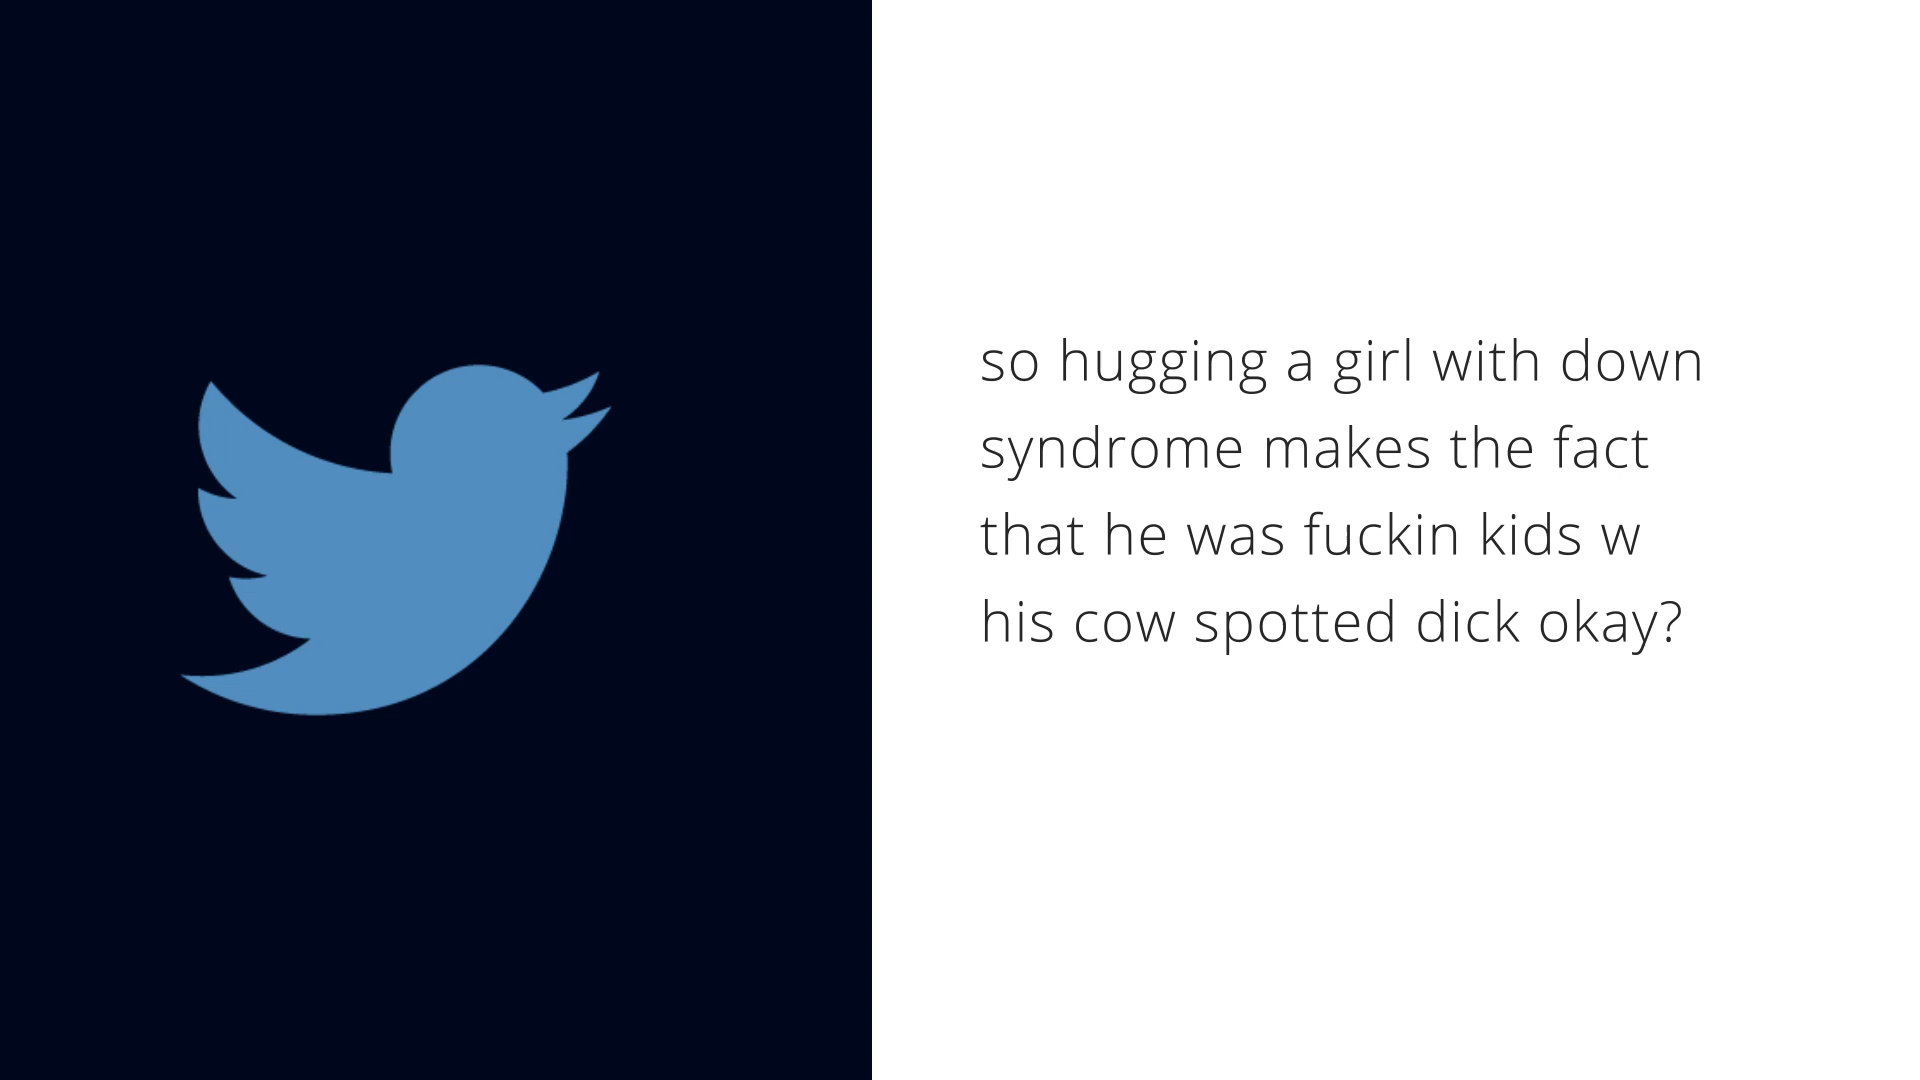 so hugging a girl with down
syndrome makes the fact
that he was fuckin kids w
his cow spotted dick okay?